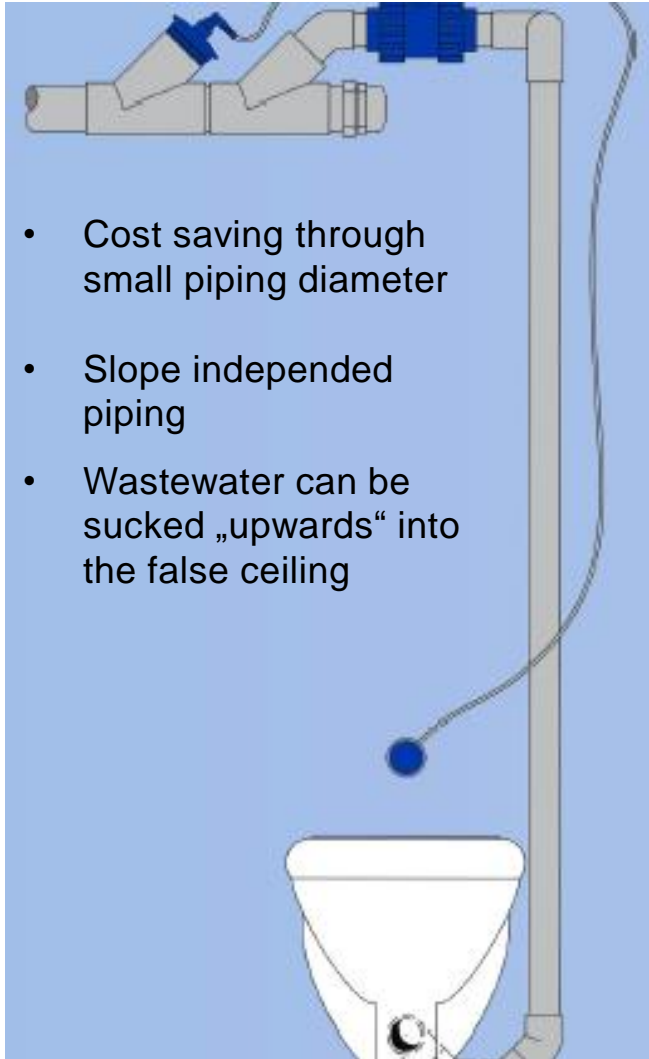 • Cost saving through
small piping diameter
• Slope independed
piping
• Wastewater can be
sucked „upwards“ into
the false ceiling